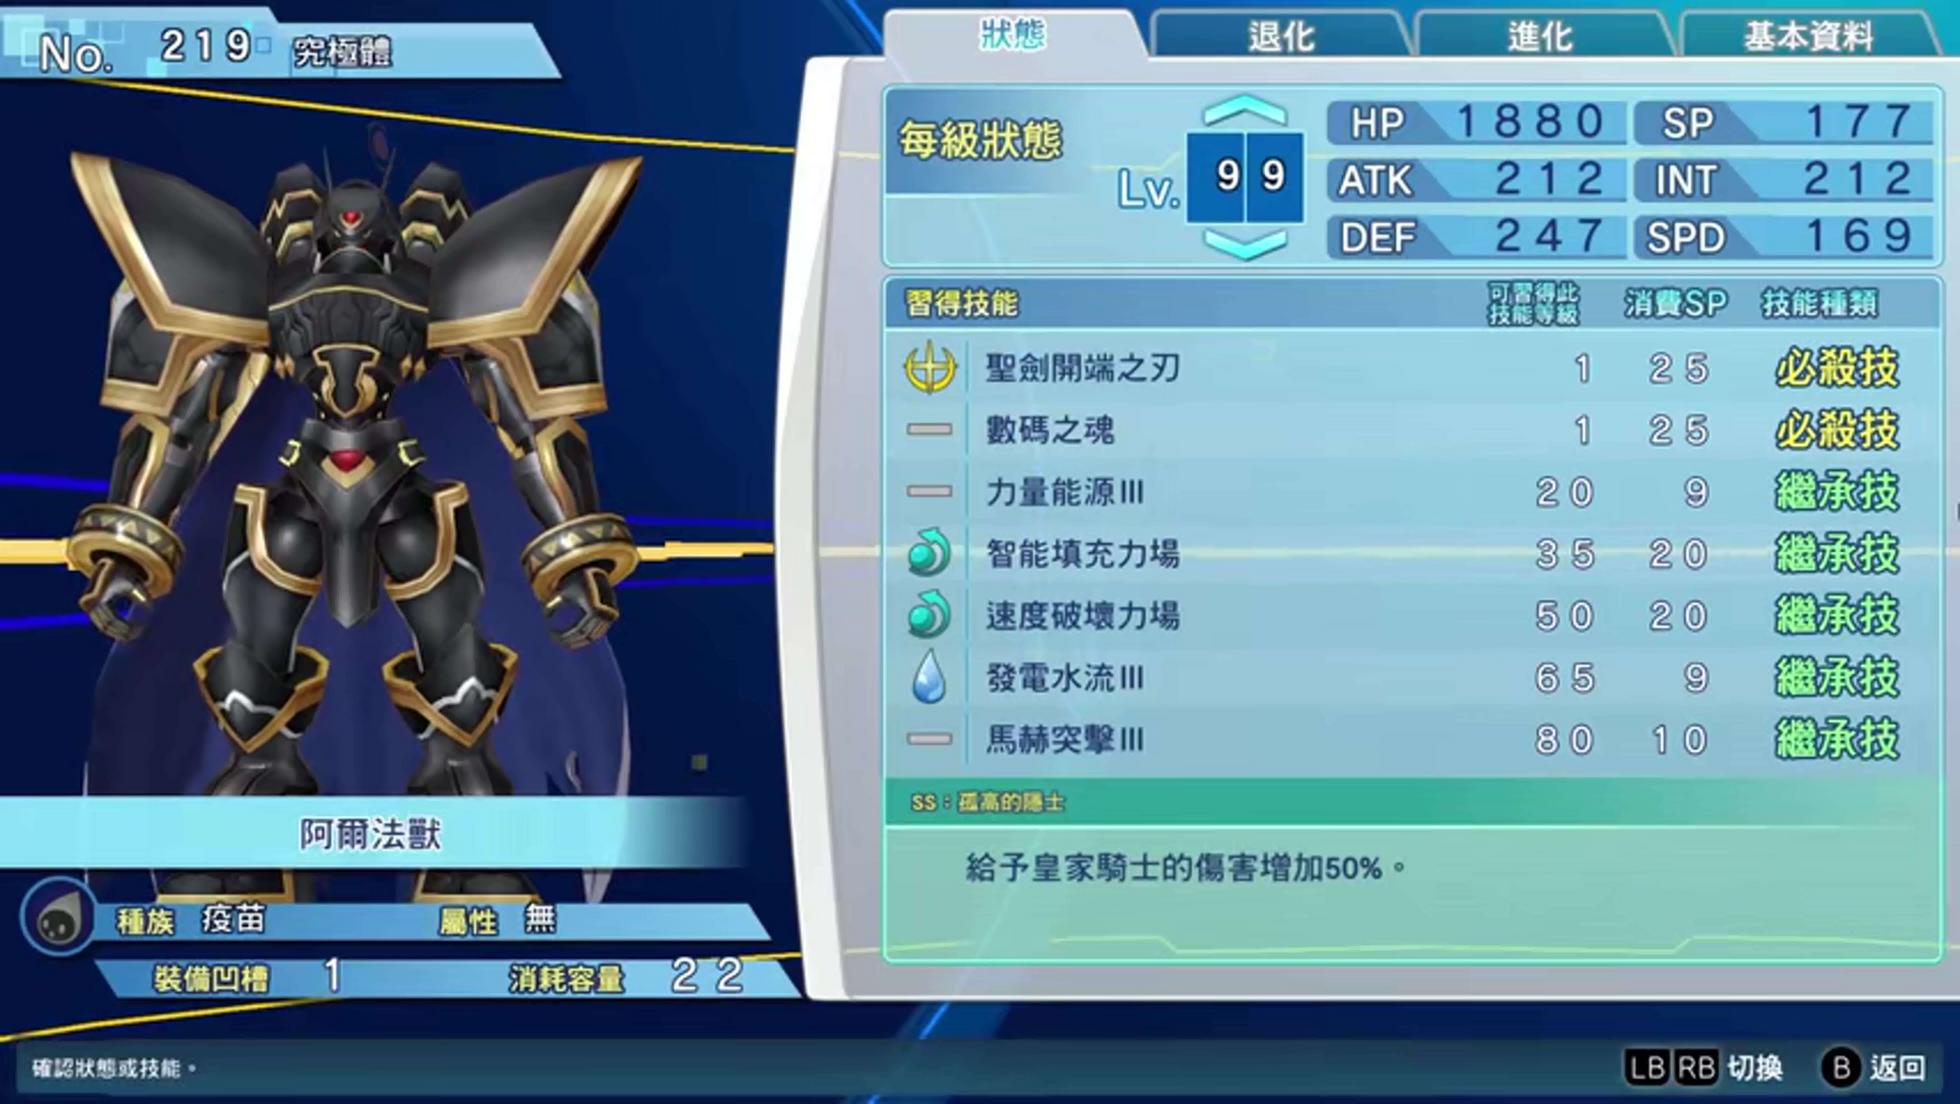 No. 219 究極體
狀態 退化 進化 基本資料
每級狀態
Lv. 99
HP 1880 SP 177
ATK 212 INT 212
DEF 247 SPD 169
習得技能 可習得此技能等級 消費SP 技能種類
聖劍開端之刃 1 25 必殺技
數碼之魂 1 25 必殺技
力量能源III 20 9 繼承技
智能填充力場 35 20 繼承技
速度破壞力場 50 20 繼承技
發電水流III 65 9 繼承技
馬赫突擊III 80 10 繼承技
SS：孤高的隱士
給予皇家騎士的傷害增加50%。
阿爾法獸
種族 疫苗 屬性 無
裝備凹槽 1 消耗容量 22
確認狀態或技能。
LB RB 切換 B 返回